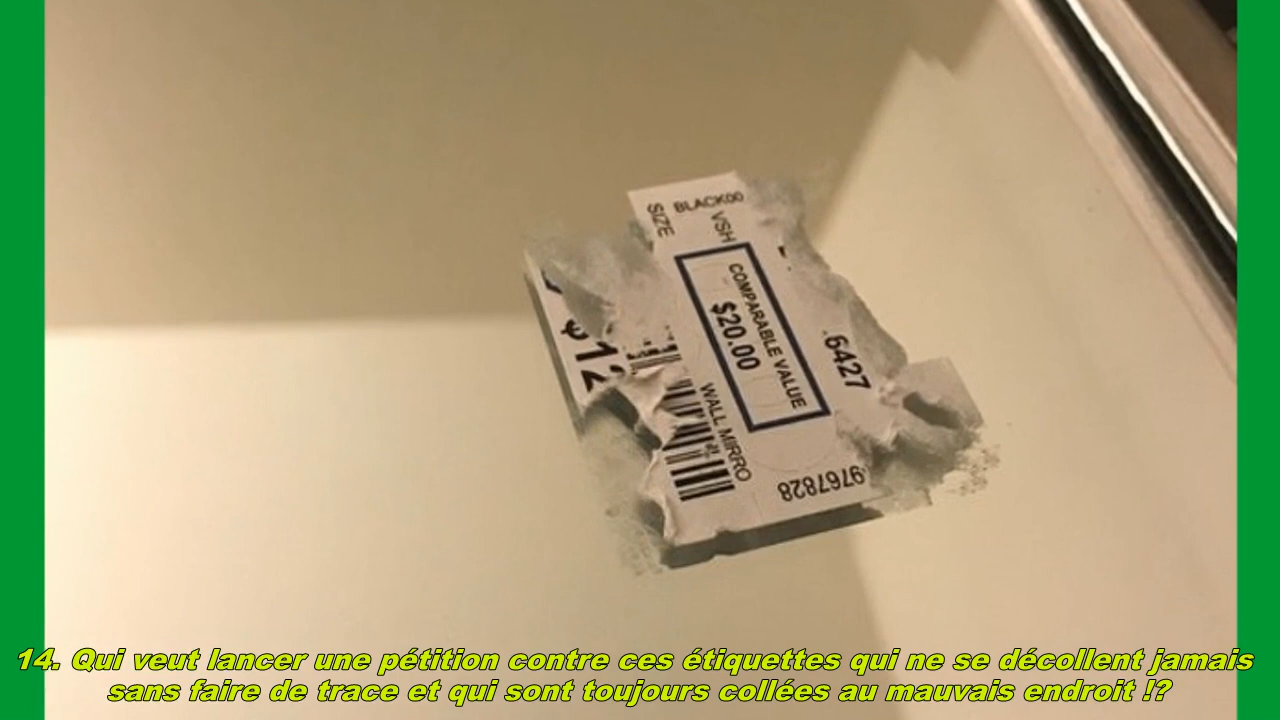 BLACK00
SIZE
VSH
COMPARABLE VALUE
$20.00
.6427
$12
WALL MIRRO
9767828
14. Qui veut lancer une pétition contre ces étiquettes qui ne se décollent jamais
sans faire de trace et qui sont toujours collées au mauvais endroit !?